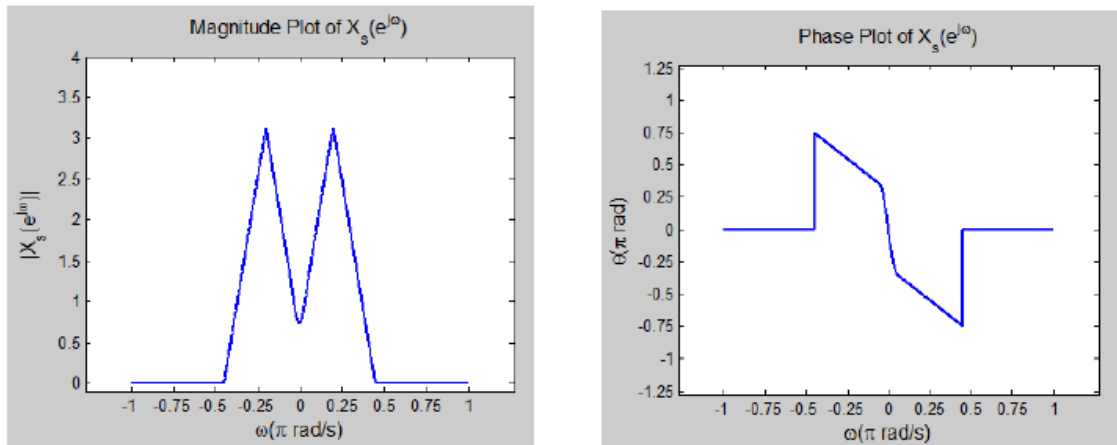 Magnitude Plot of X_s(e^{jω})
4
3.5
3
2.5
2
1.5
1
0.5
0
|X_s(e^{jω})|
-1 -0.75 -0.5 -0.25 0 0.25 0.5 0.75 1
ω(π rad/s)
Phase Plot of X_s(e^{jω})
1.25
1
0.75
0.5
0.25
0
-0.25
-0.5
-0.75
-1
-1.25
θ(π rad)
-1 -0.75 -0.5 -0.25 0 0.25 0.5 0.75 1
ω(π rad/s)